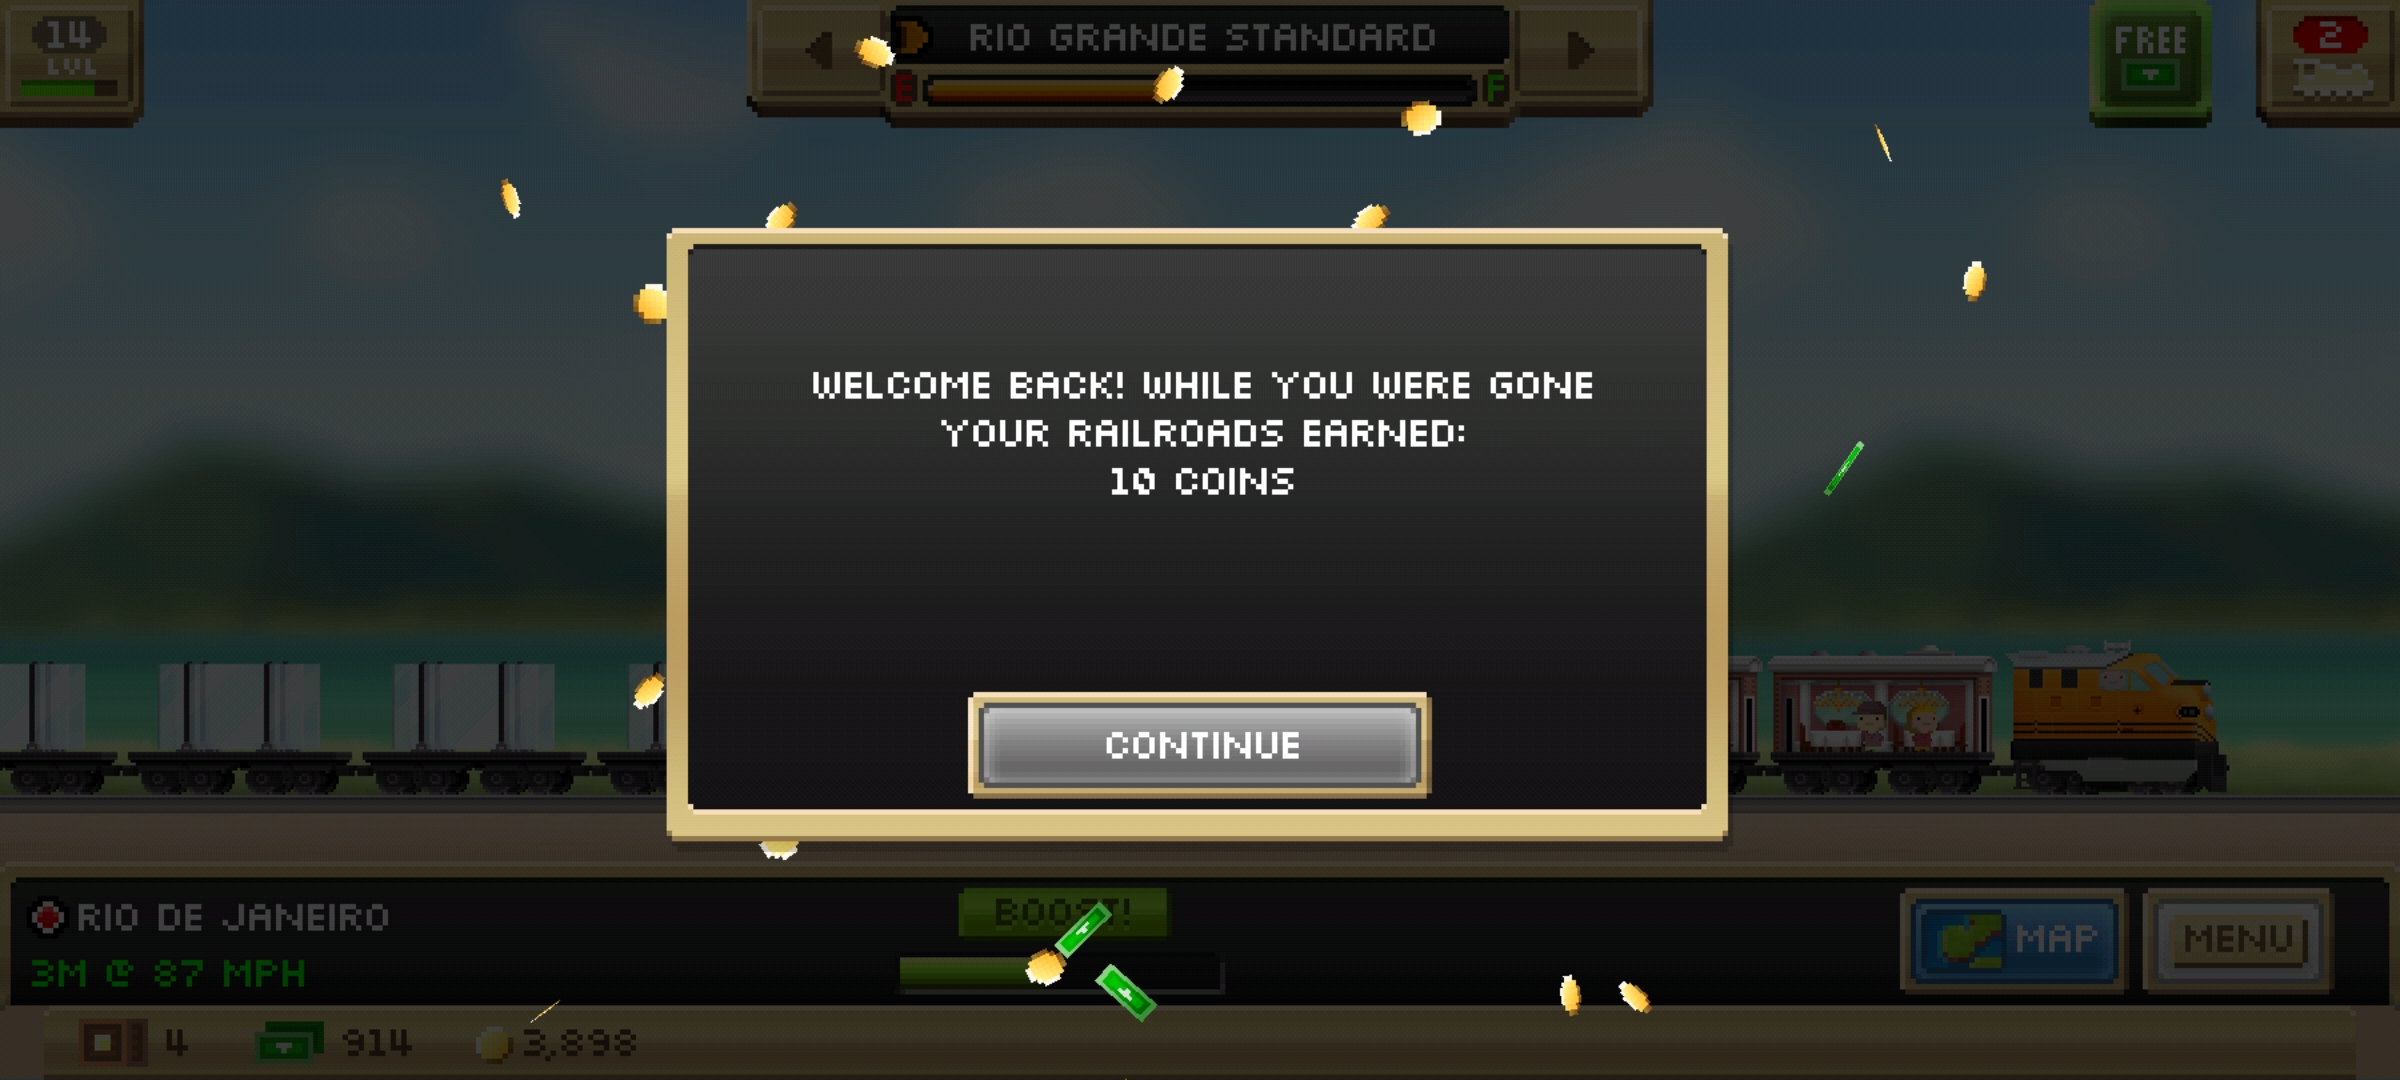 14
LVL
RIO GRANDE STANDARD
E
F
FREE
2
WELCOME BACK! WHILE YOU WERE GONE
YOUR RAILROADS EARNED:
10 COINS
CONTINUE
RIO DE JANEIRO
3M @ 87 MPH
BOOST!
MAP
MENU
4
914
3,898